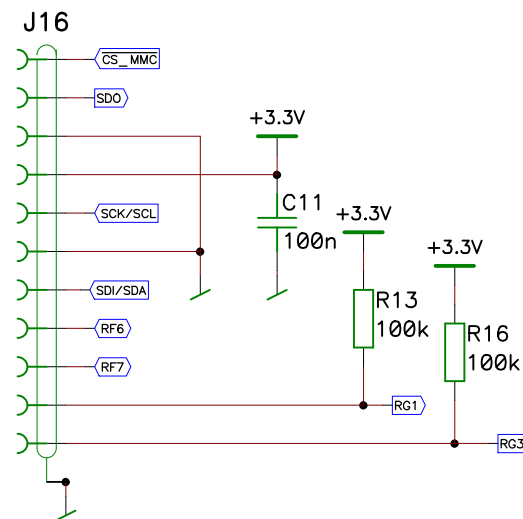 J16
CS_MMC
SDO
+3.3V
C11
100n
SCK/SCL
+3.3V
+3.3V
SDI/SDA
R13
100k
RF6
R16
100k
RF7
RG1
RG3